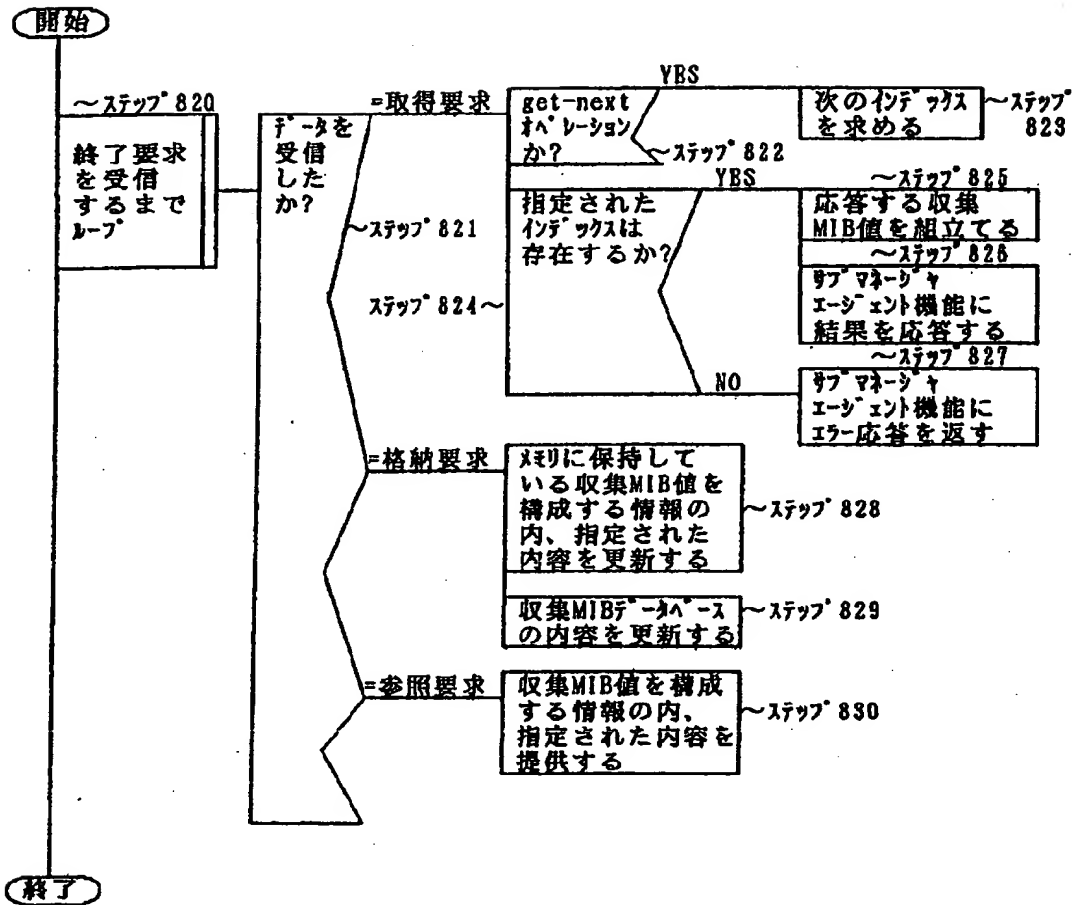 開始
～ステップ820
終了要求
を受信
するまで
ループ
データを
受信
したか
か?
～ステップ821
=取得要求
get-next
オペレーション
か?
～ステップ822
YBS
次のインデックス
を求める
～ステップ
823
指定された
インデックスは
存在するか?
ステップ824～
YBS
～ステップ825
応答する収集
MIB値を組立てる
～ステップ826
サブマネージャ
エージェント機能に
結果を応答する
NO
～ステップ827
サブマネージャ
エージェント機能に
エラー応答を返す
=格納要求
メモリに保持して
いる収集MIB値を
構成する情報の
内、指定された
内容を更新する
～ステップ828
収集MIBデータベース
の内容を更新する
～ステップ829
=参照要求
収集MIB値を構成
する情報の内、
指定された内容を
提供する
～ステップ830
終了